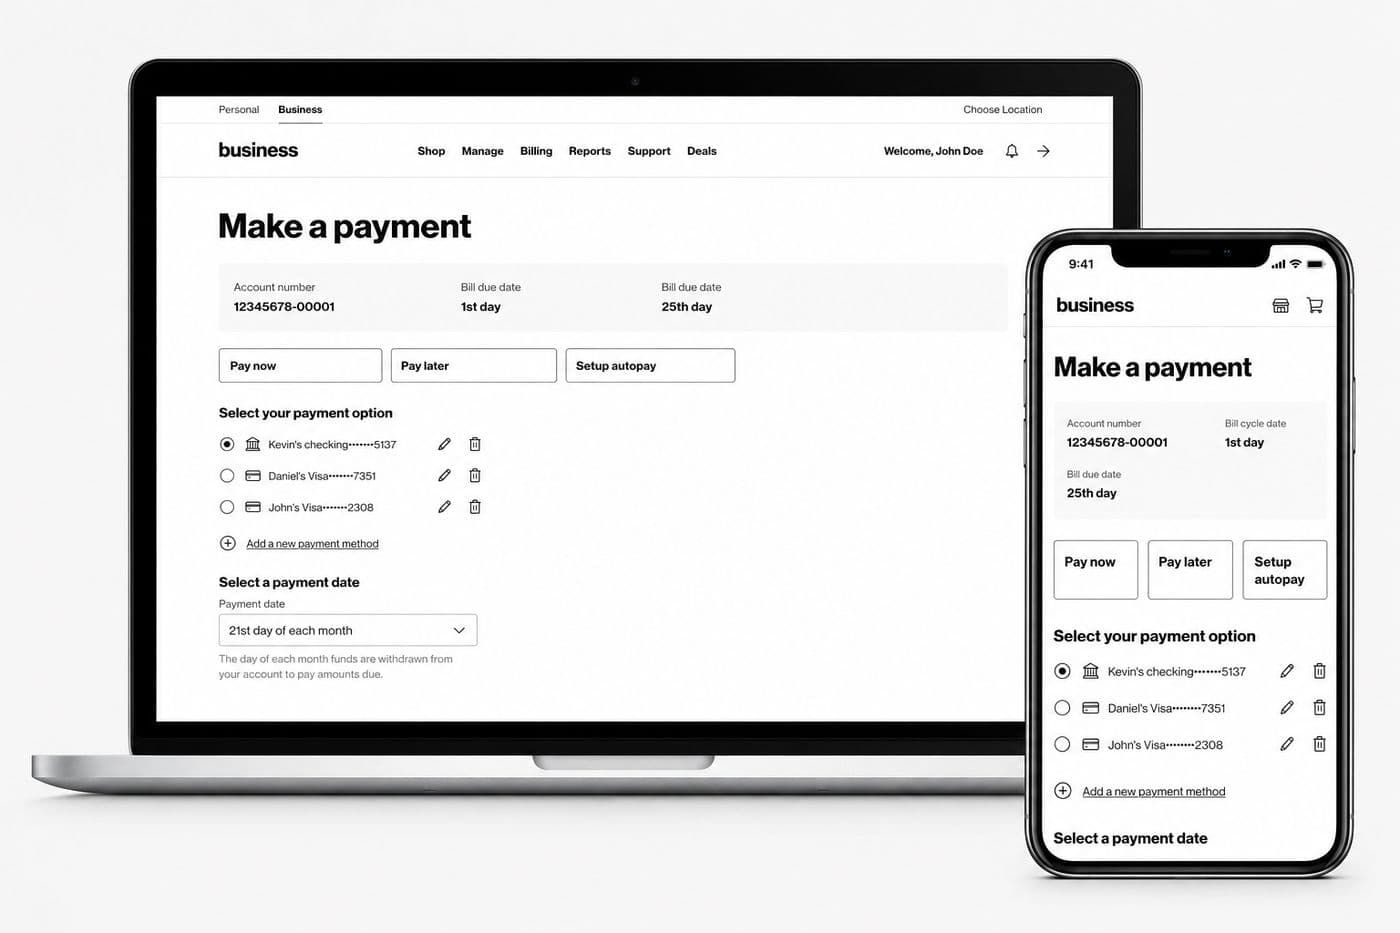 Personal Business Choose Location
business Shop Manage Billing Reports Support Deals Welcome, John Doe
Make a payment
Account number Bill due date Bill due date
12345678-00001 1st day 25th day
Pay now Pay later Setup autopay
Select your payment option
Kevin's checking•••••••5137
Daniel's Visa•••••••7351
John's Visa•••••••2308
Add a new payment method
Select a payment date
Payment date
21st day of each month
The day of each month funds are withdrawn from
your account to pay amounts due.
9:41
business
Make a payment
Account number Bill cycle date
12345678-00001 1st day
Bill due date
25th day
Pay now Pay later Setup
autopay
Select your payment option
Kevin's checking•••••••5137
Daniel's Visa••••••••7351
John's Visa••••••••2308
Add a new payment method
Select a payment date